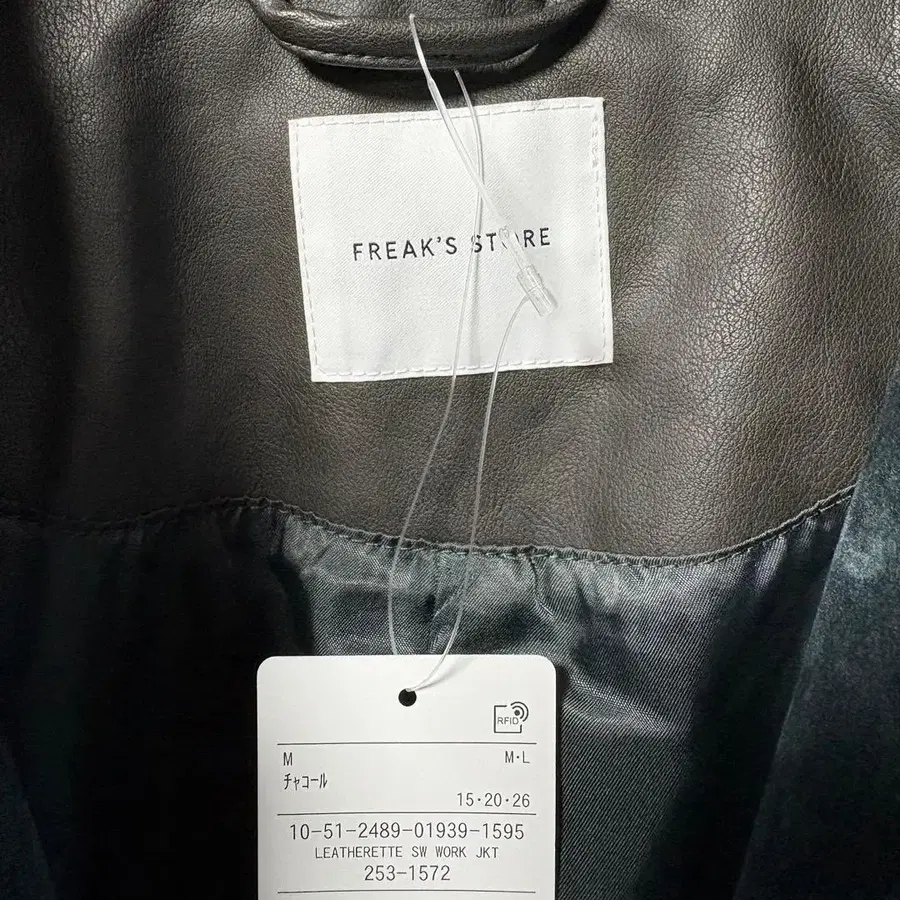 FREAK'S STORE
RFID
M M·L
チャコール
15·20·26
10-51-2489-01939-1595
LEATHERETTE SW WORK JKT
253-1572